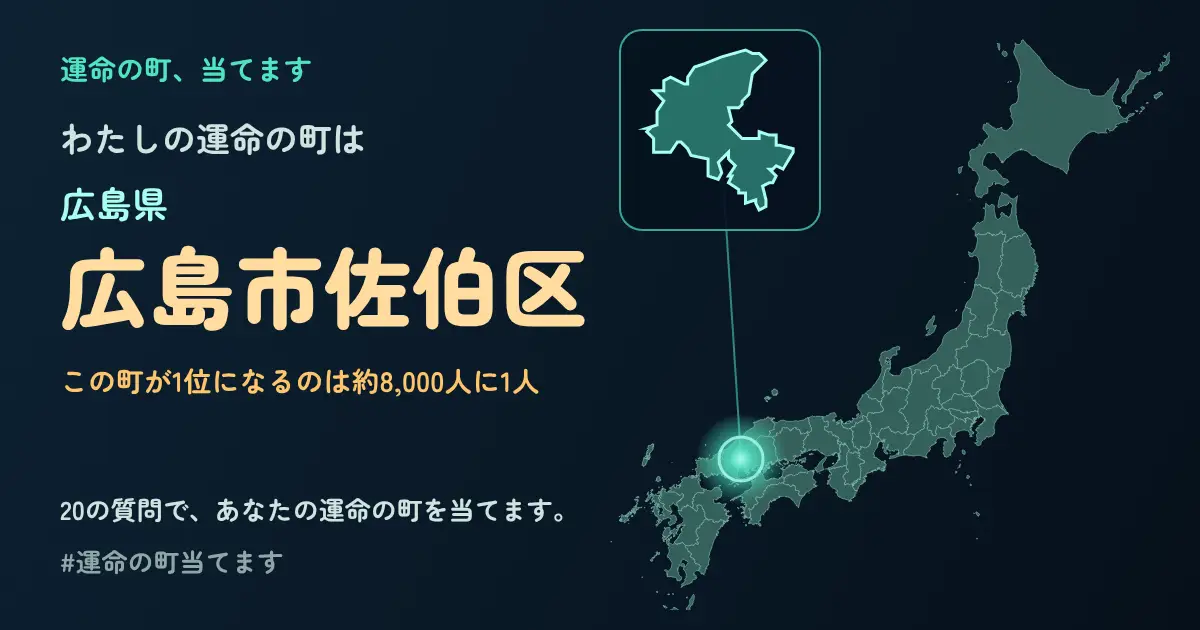 運命の町、当てます
わたしの運命の町は
広島県
広島市佐伯区
この町が1位になるのは約8,000人に1人
20の質問で、あなたの運命の町を当てます。
#運命の町当てます